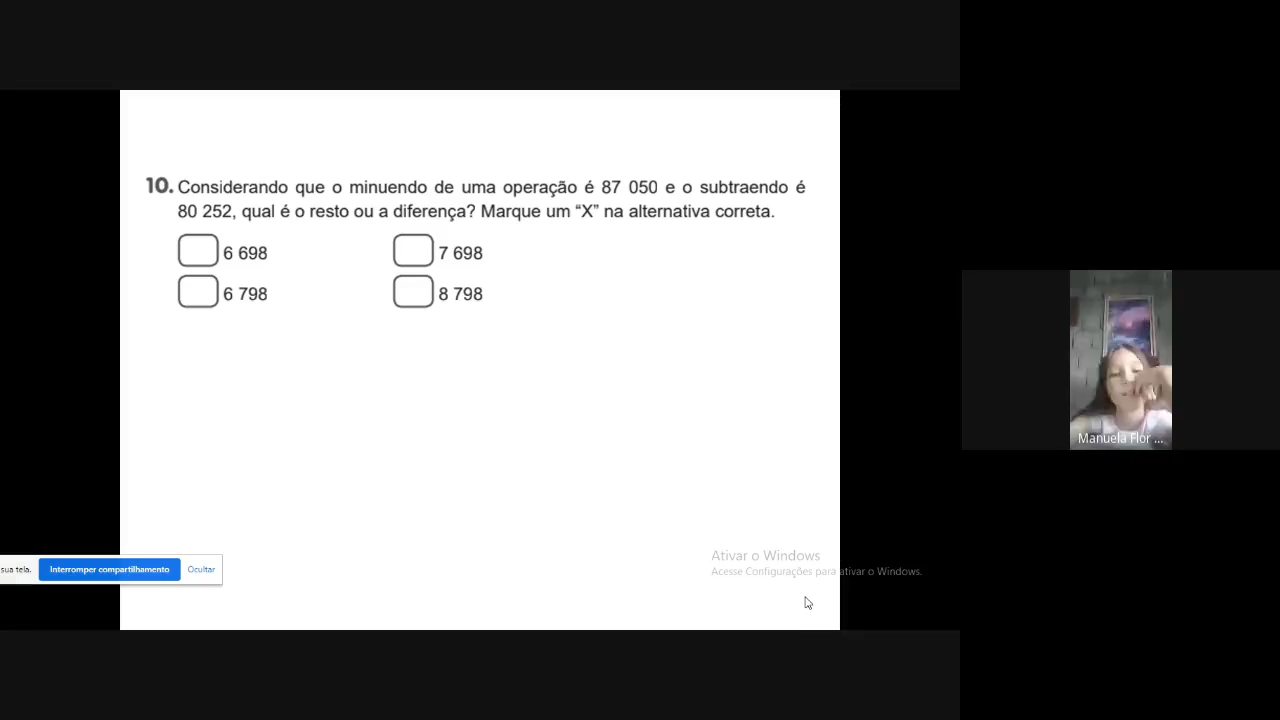 10. Considerando que o minuendo de uma operação é 87 050 e o subtraendo é
80 252, qual é o resto ou a diferença? Marque um “X” na alternativa correta.
6 698
7 698
6 798
8 798
Manuela Flor ...
sua tela.
Interromper compartilhamento
Ocultar
Ativar o Windows
Acesse Configurações para ativar o Windows.